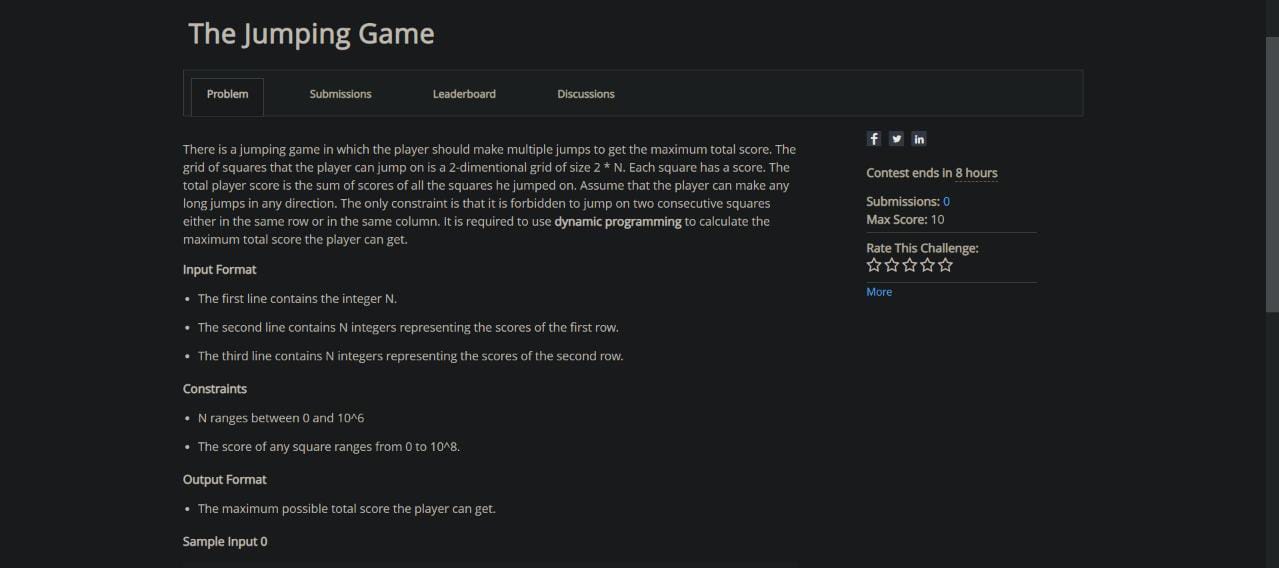 The Jumping Game
Problem
Submissions
Leaderboard
Discussions
There is a jumping game in which the player should make multiple jumps to get the maximum total score. The
grid of squares that the player can jump on is a 2-dimentional grid of size 2 * N. Each square has a score. The
total player score is the sum of scores of all the squares he jumped on. Assume that the player can make any
long jumps in any direction. The only constraint is that it is forbidden to jump on two consecutive squares
either in the same row or in the same column. It is required to use dynamic programming to calculate the
maximum total score the player can get.
Input Format
• The first line contains the integer N.
• The second line contains N integers representing the scores of the first row.
• The third line contains N integers representing the scores of the second row.
Constraints
• N ranges between 0 and 10^6
• The score of any square ranges from 0 to 10^8.
Output Format
• The maximum possible total score the player can get.
Sample Input 0
f
in
Contest ends in 8 hours
Submissions: 0
Max Score: 10
Rate This Challenge:
More